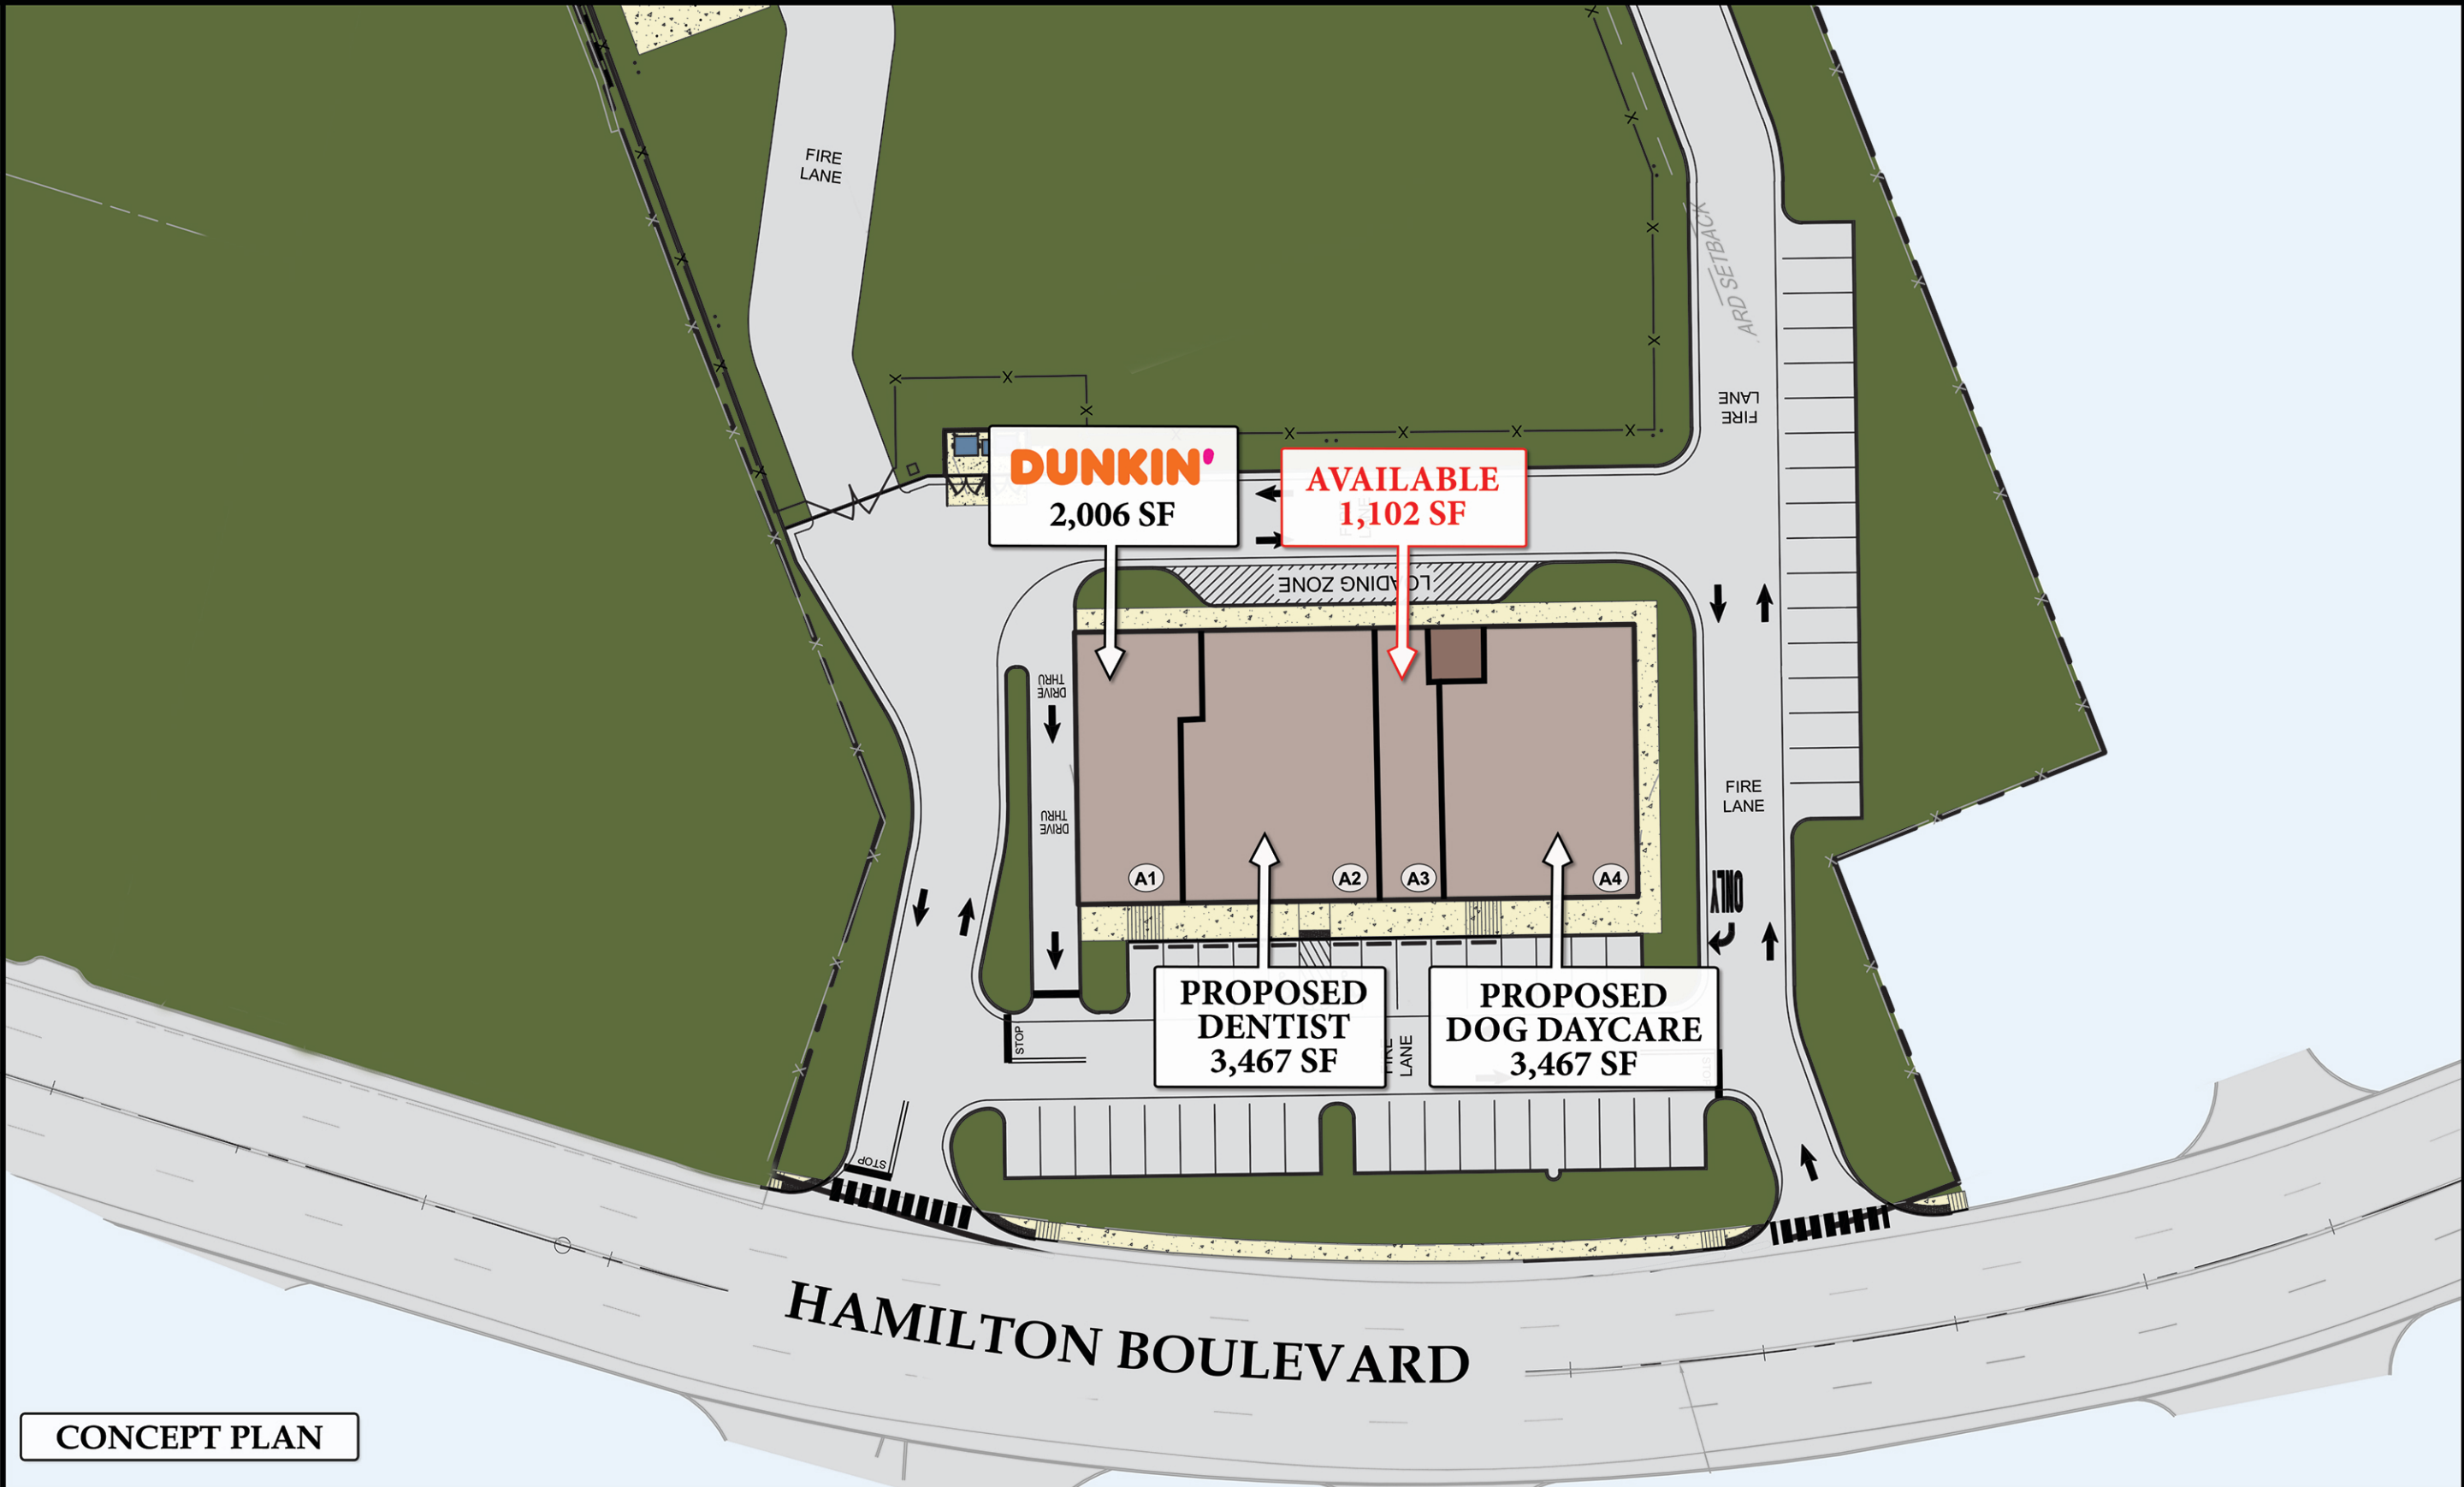 FIRE
LANE
ARD SETBACK
FIRE
LANE
DUNKIN'
2,006 SF
AVAILABLE
1,102 SF
LOADING ZONE
DRIVE
THRU
DRIVE
THRU
FIRE
LANE
A1
A2
A3
A4
ONLY
PROPOSED
DENTIST
3,467 SF
PROPOSED
DOG DAYCARE
3,467 SF
STOP
FIRE
LANE
STOP
HAMILTON BOULEVARD
CONCEPT PLAN